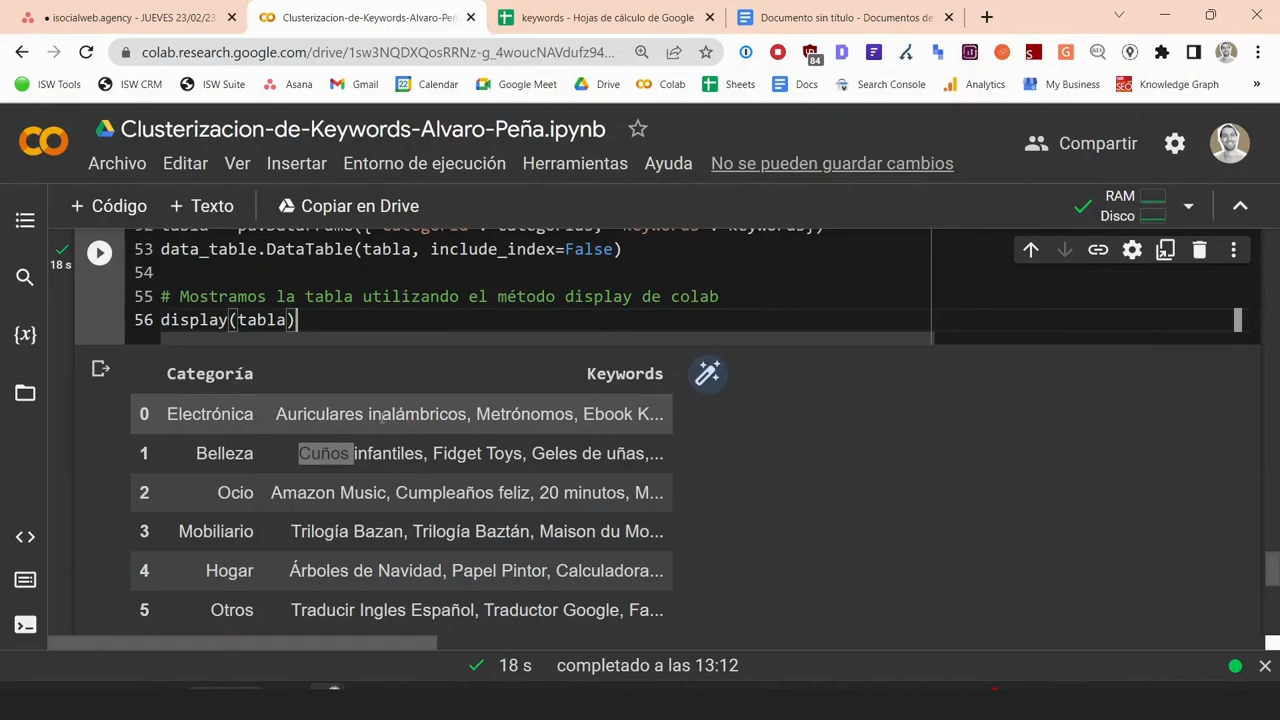 isocialweb.agency - JUEVES 23/02/23
Clusterizacion-de-Keywords-Alvaro-Peñ
keywords - Hojas de cálculo de Google
Documento sin título - Documentos de
colab.research.google.com/drive/1sw3NQDXQosRRNz-g_4woucNAVdufz94...
84
ISW Tools
ISW CRM
ISW Suite
Asana
Gmail
Calendar
Google Meet
Drive
Colab
Sheets
Docs
Search Console
Analytics
My Business
Knowledge Graph
Clusterizacion-de-Keywords-Alvaro-Peña.ipynb
Compartir
Archivo Editar Ver Insertar Entorno de ejecución Herramientas Ayuda No se pueden guardar cambios
+ Código + Texto Copiar en Drive
RAM
Disco
18 s
53 data_table.DataTable(tabla, include_index=False)
54
55 # Mostramos la tabla utilizando el método display de colab
56 display(tabla)
Categoría Keywords
0 Electrónica Auriculares inalámbricos, Metrónomos, Ebook K...
1 Belleza Cuños infantiles, Fidget Toys, Geles de uñas,...
2 Ocio Amazon Music, Cumpleaños feliz, 20 minutos, M...
3 Mobiliario Trilogía Bazan, Trilogía Baztán, Maison du Mo...
4 Hogar Árboles de Navidad, Papel Pintor, Calculadora...
5 Otros Traducir Ingles Español, Traductor Google, Fa...
18 s completado a las 13:12